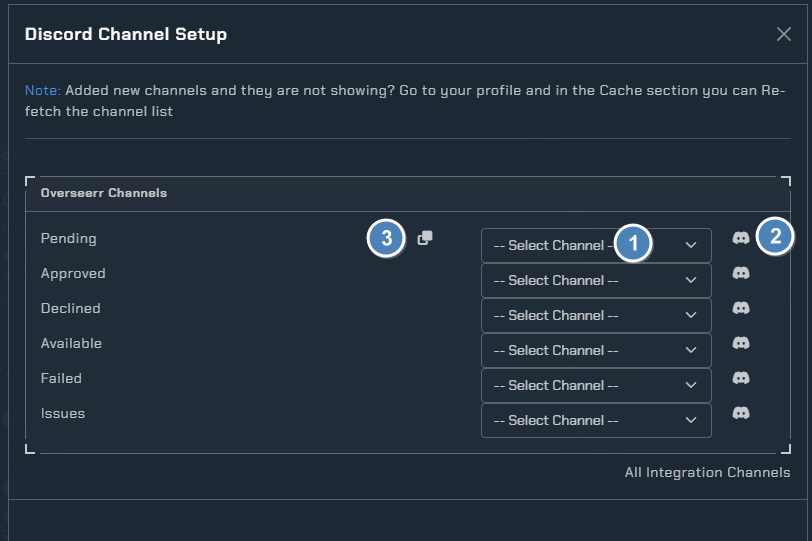 Discord Channel Setup
Note: Added new channels and they are not showing? Go to your profile and in the Cache section you can Re-
fetch the channel list
Overseerr Channels
Pending 3 -- Select Channel -- 1 2
Approved -- Select Channel --
Declined -- Select Channel --
Available -- Select Channel --
Failed -- Select Channel --
Issues -- Select Channel --
All Integration Channels